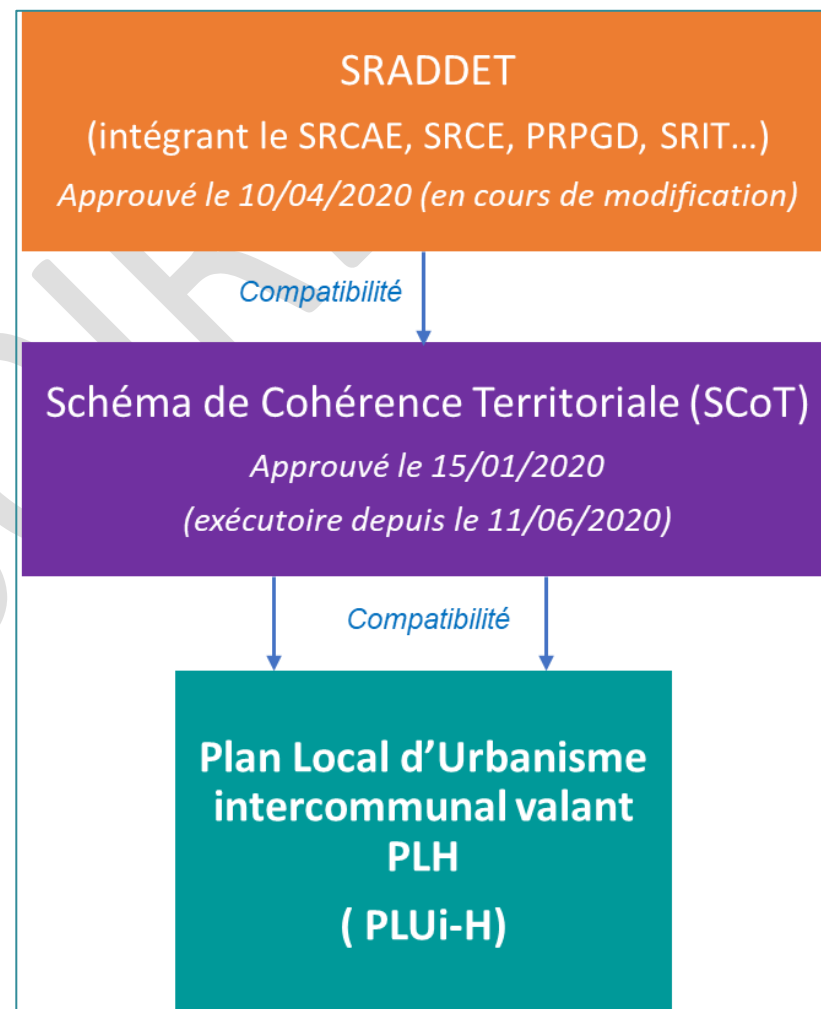 SRADDET
(intégrant le SRCAE, SRCE, PRPGD, SRIT…)
Approuvé le 10/04/2020 (en cours de modification)
Compatibilité
Schéma de Cohérence Territoriale (SCoT)
Approuvé le 15/01/2020
(exécutoire depuis le 11/06/2020)
Compatibilité
Plan Local d’Urbanisme
intercommunal valant
PLH
( PLUi-H)